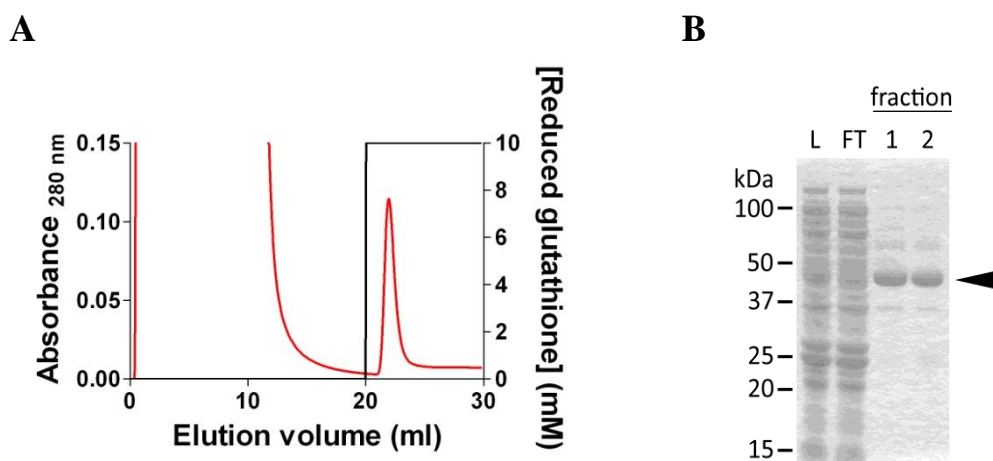 A
B
Absorbance 280 nm
0.15
0.10
0.05
0.00
0
10
20
30
Elution volume (ml)
10
8
6
4
2
0
[Reduced glutathione] (mM)
fraction
L FT 1 2
kDa
100
50
37
25
20
15